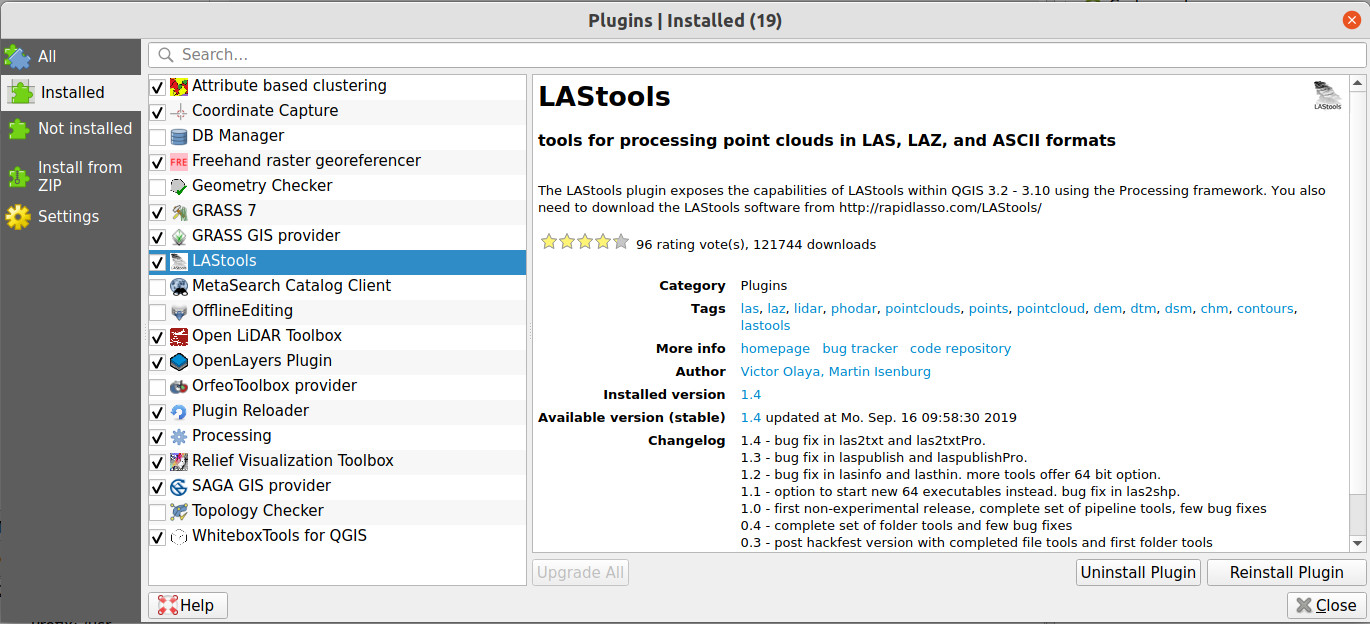 Plugins | Installed (19)
All
Installed
Not installed
Install from
ZIP
Settings
Search...
Attribute based clustering
Coordinate Capture
DB Manager
FRE Freehand raster georeferencer
Geometry Checker
GRASS 7
GRASS GIS provider
LAStools
MetaSearch Catalog Client
OfflineEditing
Open LiDAR Toolbox
OpenLayers Plugin
OrfeoToolbox provider
Plugin Reloader
Processing
Relief Visualization Toolbox
SAGA GIS provider
Topology Checker
WhiteboxTools for QGIS
LAStools
LAStools
tools for processing point clouds in LAS, LAZ, and ASCII formats
The LAStools plugin exposes the capabilities of LAStools within QGIS 3.2 - 3.10 using the Processing framework. You also
need to download the LAStools software from http://rapidlasso.com/LAStools/
96 rating vote(s), 121744 downloads
Category Plugins
Tags las, laz, lidar, phodar, pointclouds, points, pointcloud, dem, dtm, dsm, chm, contours,
lastools
More info homepage bug tracker code repository
Author Victor Olaya, Martin Isenburg
Installed version 1.4
Available version (stable) 1.4 updated at Mo. Sep. 16 09:58:30 2019
Changelog 1.4 - bug fix in las2txt and las2txtPro.
1.3 - bug fix in laspublish and laspublishPro.
1.2 - bug fix in lasinfo and lasthin. more tools offer 64 bit option.
1.1 - option to start new 64 executables instead. bug fix in las2shp.
1.0 - first non-experimental release, complete set of pipeline tools, few bug fixes
0.4 - complete set of folder tools and few bug fixes
0.3 - post hackfest version with completed file tools and first folder tools
Upgrade All
Uninstall Plugin
Reinstall Plugin
Help
Close